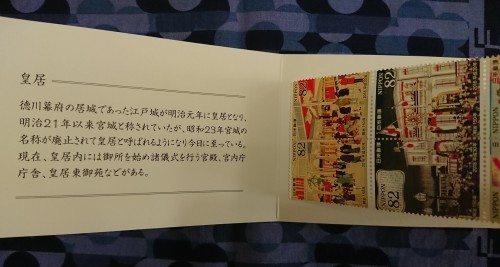 皇居
徳川幕府の居城であった江戸城が明治元年に皇居となり、
明治21年以来宮城と称されていたが、昭和23年宮城の
名称が廃止されて皇居と呼ばれるようになり今日に至っている。
現在、皇居内には御所を始め諸儀式を行う宮殿、宮内庁
庁舎、皇居東御苑などがある。
82
NIPPON
82
82
NIPPON
82